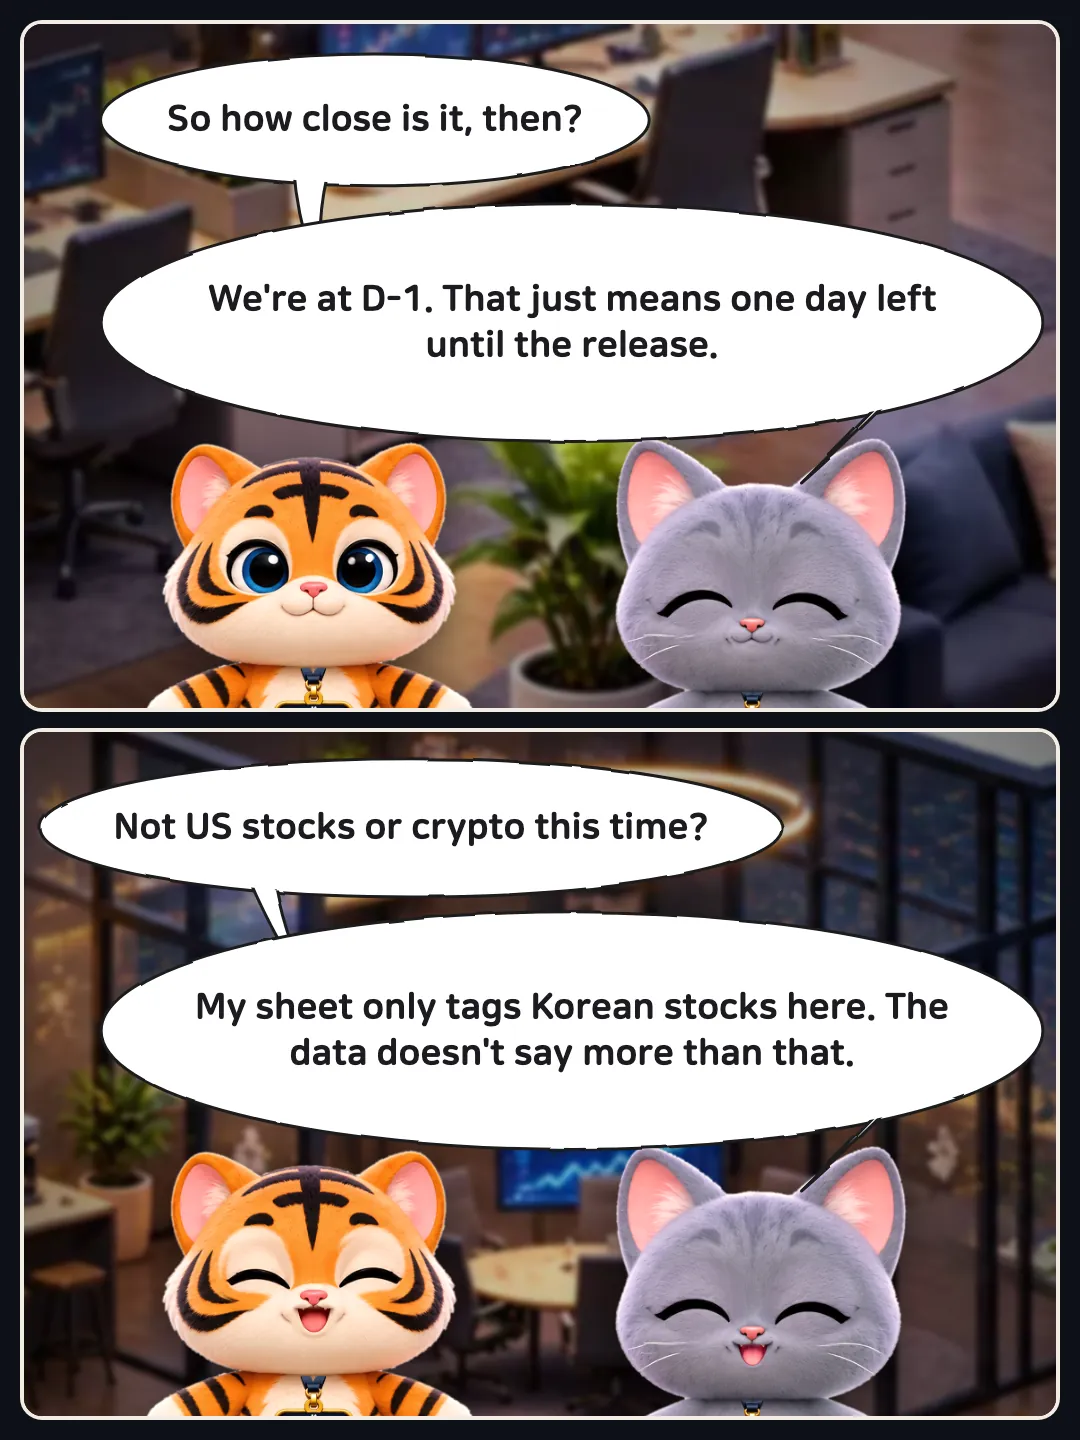 So how close is it, then?
We're at D-1. That just means one day left
until the release.
Not US stocks or crypto this time?
My sheet only tags Korean stocks here. The
data doesn't say more than that.